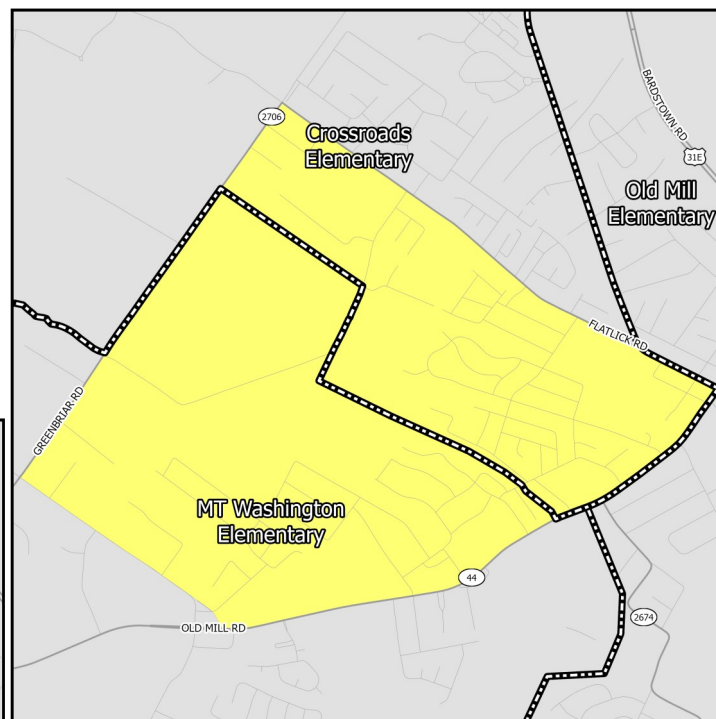 2706
Crossroads
Elementary
BARDSTOWN RD
31E
Old Mill
Elementary
FLATLICK RD
GREENBRIAR RD
MT Washington
Elementary
44
2674
OLD MILL RD